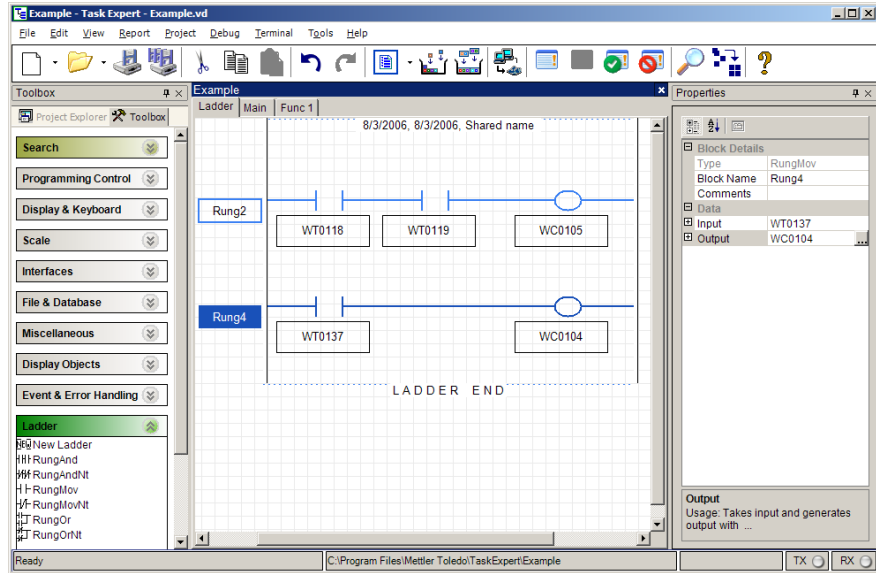 Example - Task Expert - Example.vd
File Edit View Report Project Debug Terminal Tools Help
Toolbox
Project Explorer Toolbox
Search
Programming Control
Display & Keyboard
Scale
Interfaces
File & Database
Miscellaneous
Display Objects
Event & Error Handling
Ladder
New Ladder
RungAnd
RungAndNt
RungMov
RungMovNt
RungOr
RungOrNt
Example
Ladder Main Func 1
8/3/2006, 8/3/2006, Shared name
Rung2
WT0118 WT0119 WC0105
Rung4
WT0137 WC0104
LADDER END
Properties
Block Details
Type RungMov
Block Name Rung4
Comments
Data
Input WT0137
Output WC0104 ...
Output
Usage: Takes input and generates
output with ...
Ready
C:\Program Files\Mettler Toledo\TaskExpert\Example
TX RX